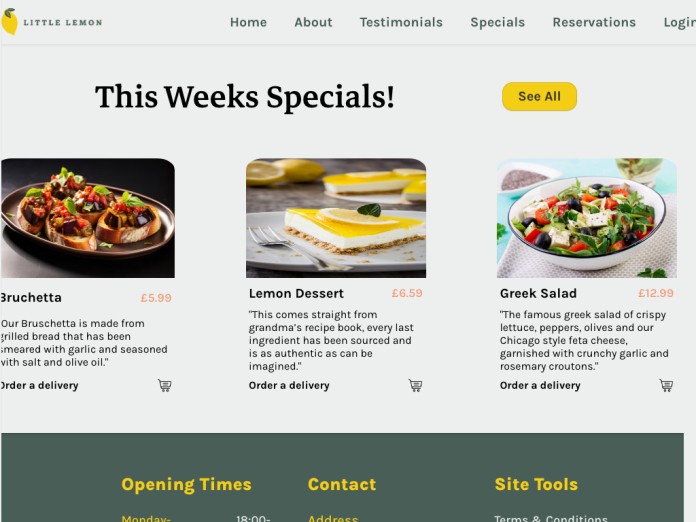 LITTLE LEMON
Home About Testimonials Specials Reservations Login
This Weeks Specials!
See All
Bruchetta £5.99
"Our Bruschetta is made from
grilled bread that has been
smeared with garlic and seasoned
with salt and olive oil."
Order a delivery
Lemon Dessert £6.59
"This comes straight from
grandma's recipe book, every last
ingredient has been sourced and
is as authentic as can be
imagined."
Order a delivery
Greek Salad £12.99
"The famous greek salad of crispy
lettuce, peppers, olives and our
Chicago style feta cheese,
garnished with crunchy garlic and
rosemary croutons."
Order a delivery
Opening Times Contact Site Tools
Monday- 18:00- Address Terms & Conditions